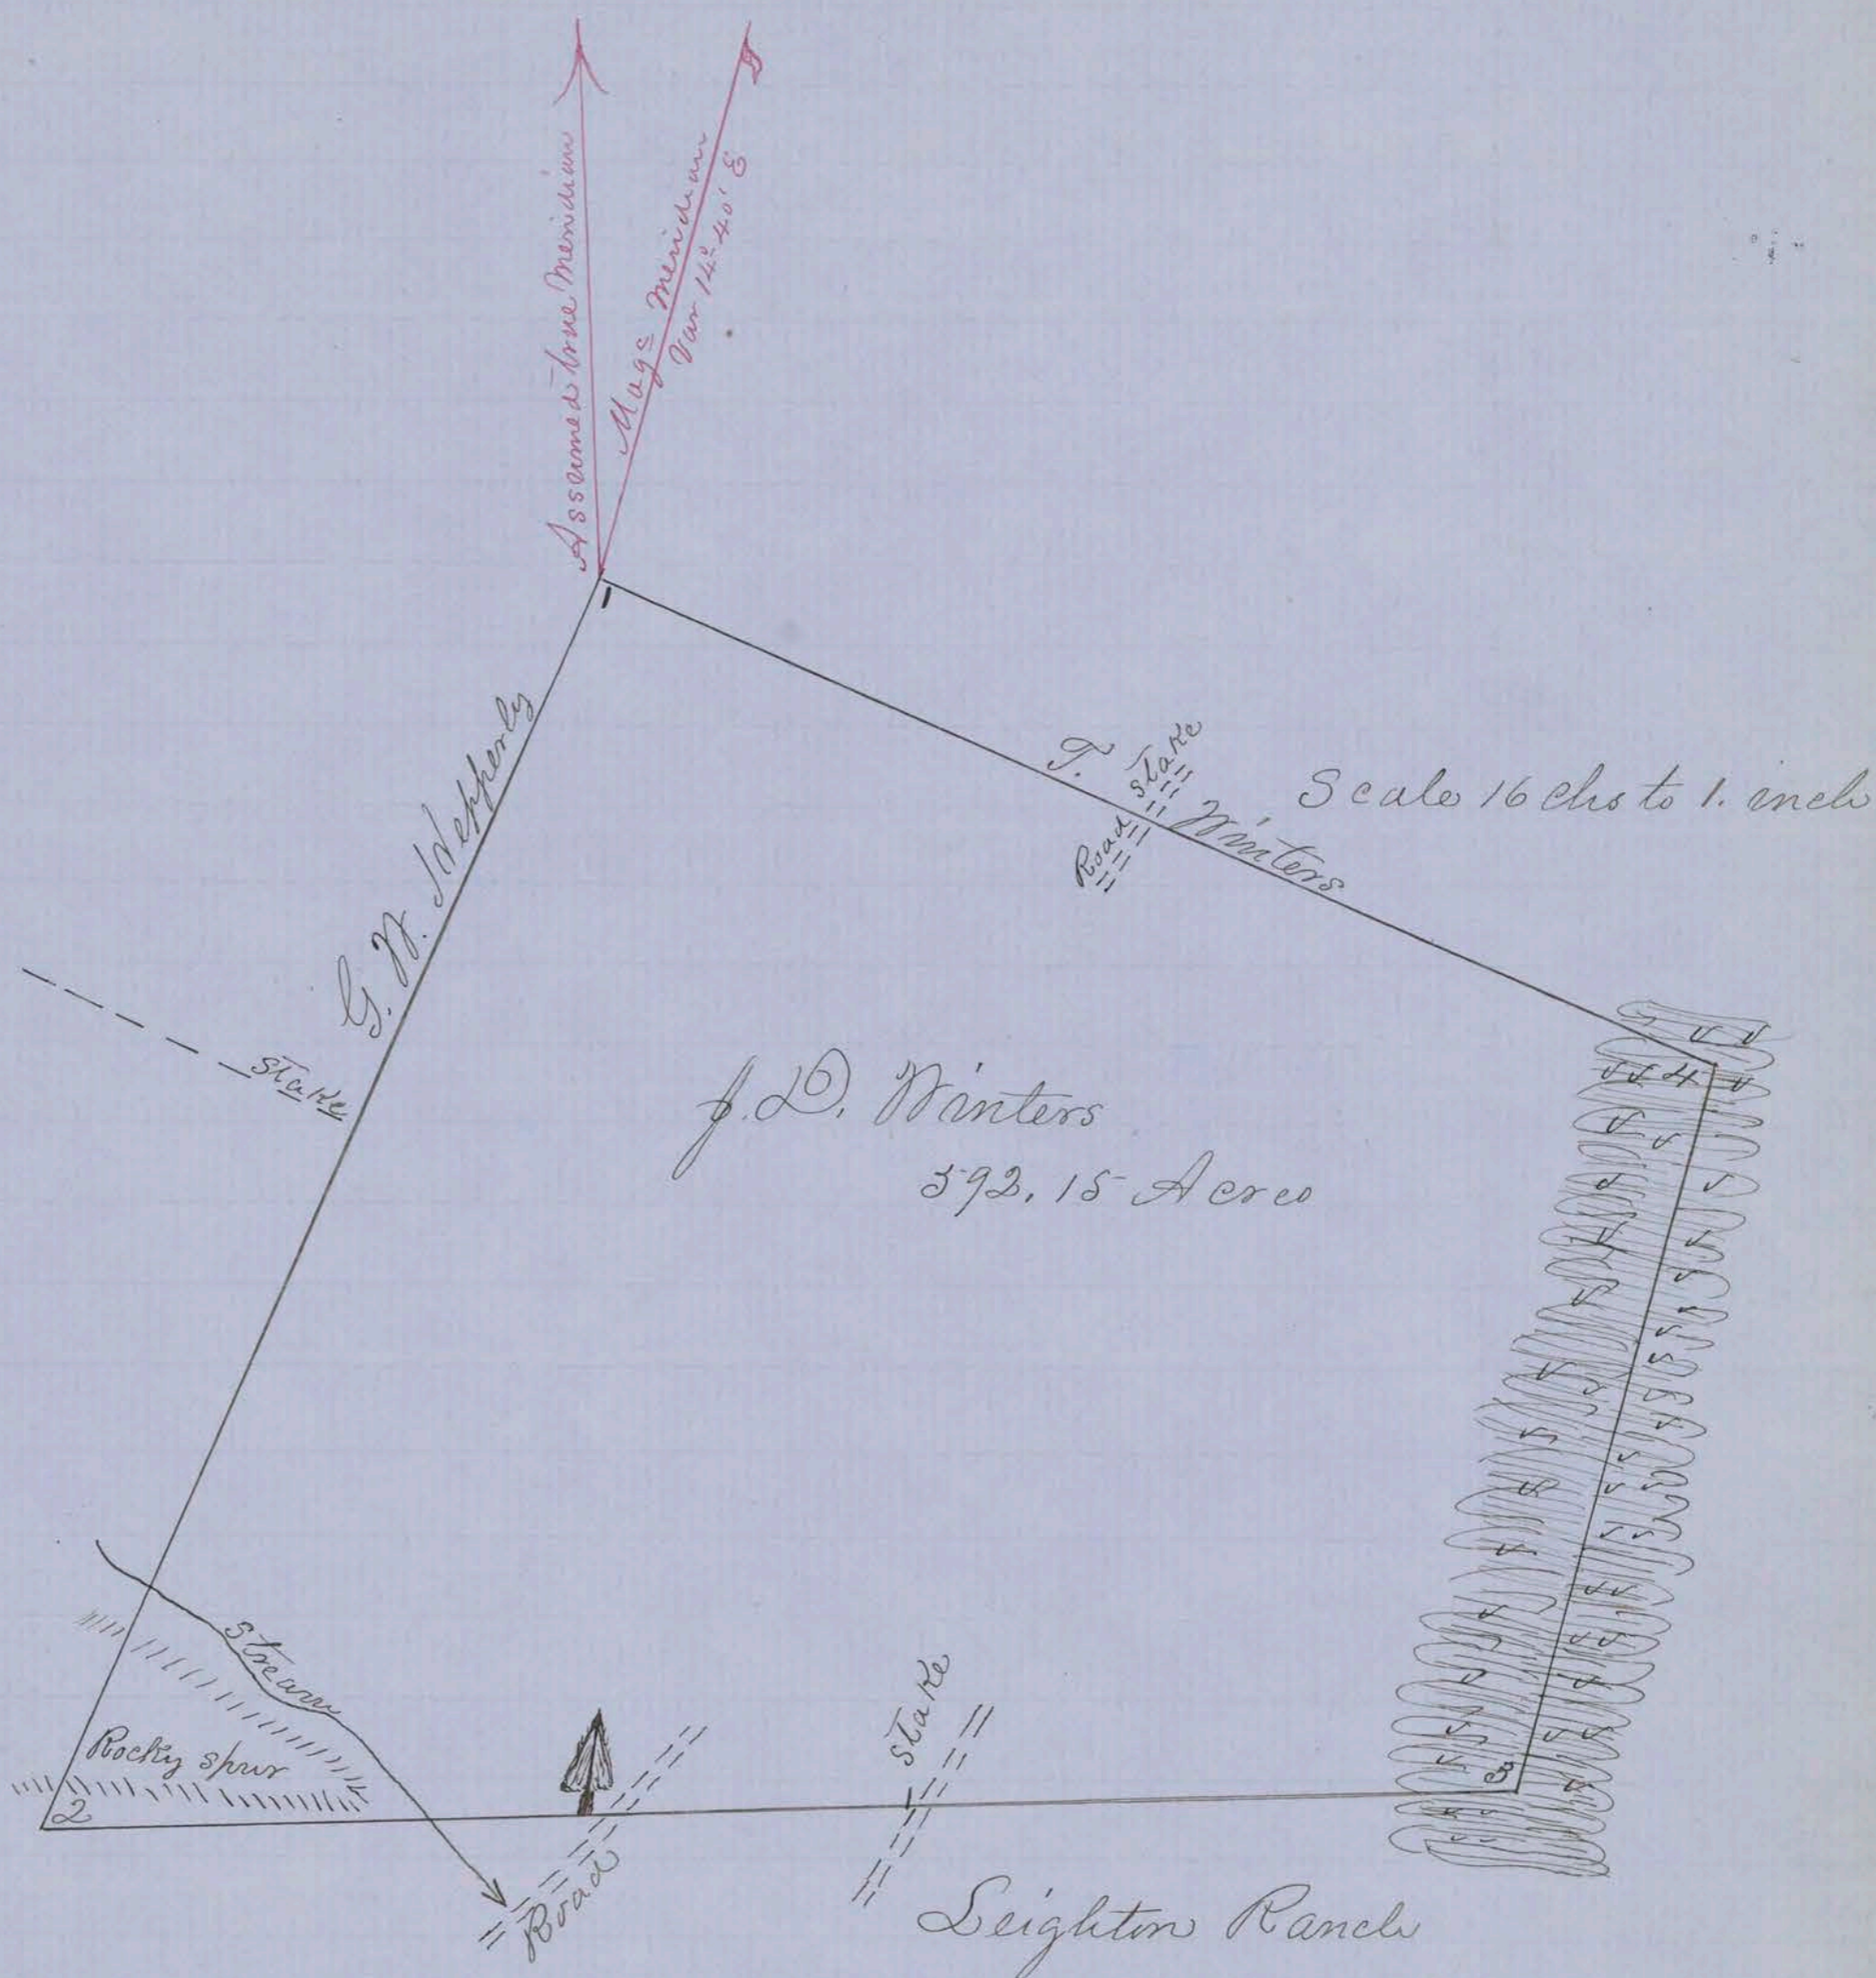 Assumed true Meridian
Mag<u>c</u> Meridian
Var 14° 40' E
1
G. W. Hepperly
T. Winters
Stake
Road
Scale 16 chs to 1. inch
Stake
J. D. Winters
592.15 Acres
4
Stream
Rocky spur
2
Stake
3
Road
Leighton Ranch